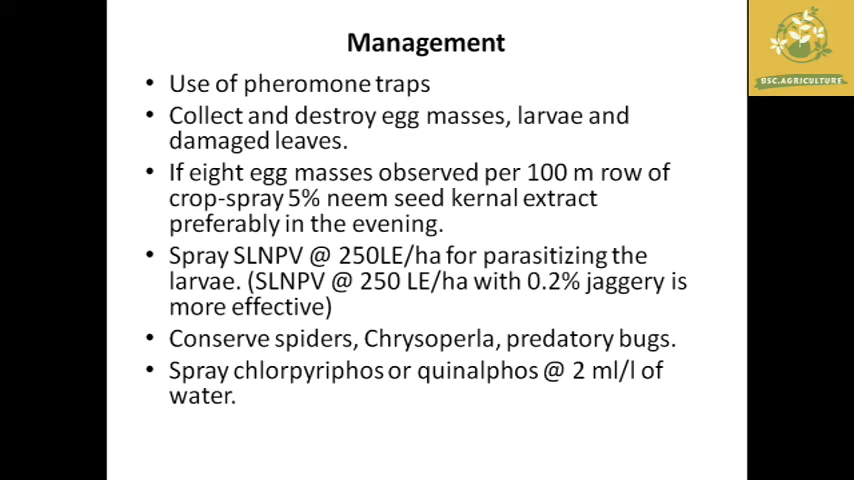 Management
BSC.AGRICULTURE
• Use of pheromone traps
• Collect and destroy egg masses, larvae and
damaged leaves.
• If eight egg masses observed per 100 m row of
crop-spray 5% neem seed kernal extract
preferably in the evening.
• Spray SLNPV @ 250LE/ha for parasitizing the
larvae. (SLNPV @ 250 LE/ha with 0.2% jaggery is
more effective)
• Conserve spiders, Chrysoperla, predatory bugs.
• Spray chlorpyriphos or quinalphos @ 2 ml/l of
water.